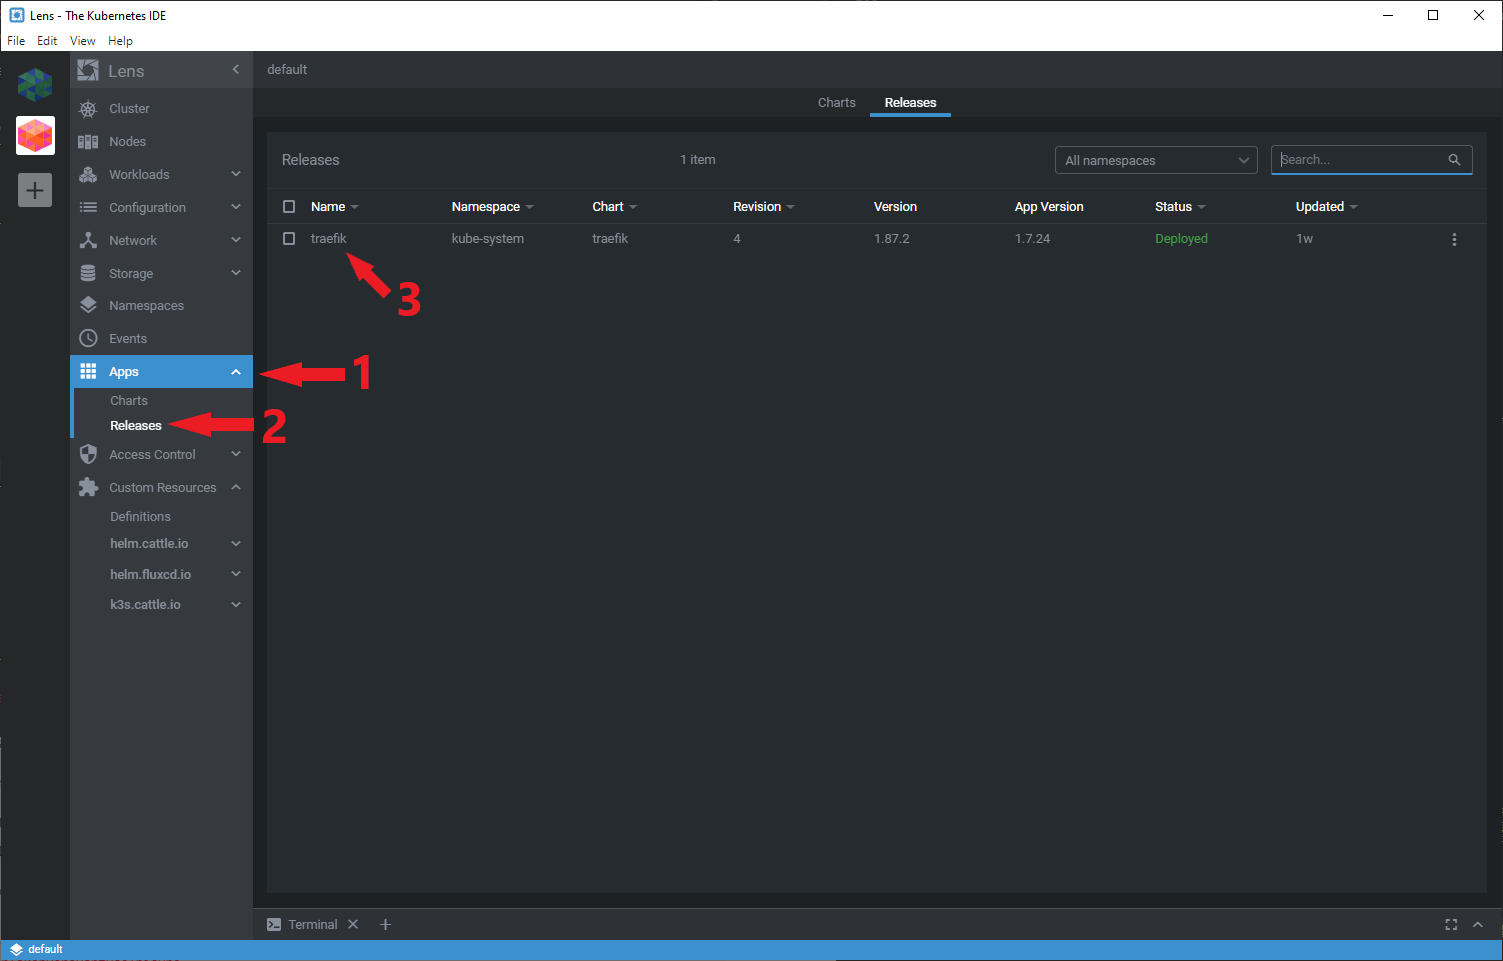 Lens - The Kubernetes IDE
File Edit View Help
Lens
default
Cluster
Nodes
Workloads
Configuration
Network
Storage
Namespaces
Events
Apps
Charts
Releases
Access Control
Custom Resources
Definitions
helm.cattle.io
helm.fluxcd.io
k3s.cattle.io
Charts Releases
Releases 1 item All namespaces Search...
Name Namespace Chart Revision Version App Version Status Updated
traefik kube-system traefik 4 1.87.2 1.7.24 Deployed 1w
3
1
2
Terminal
default